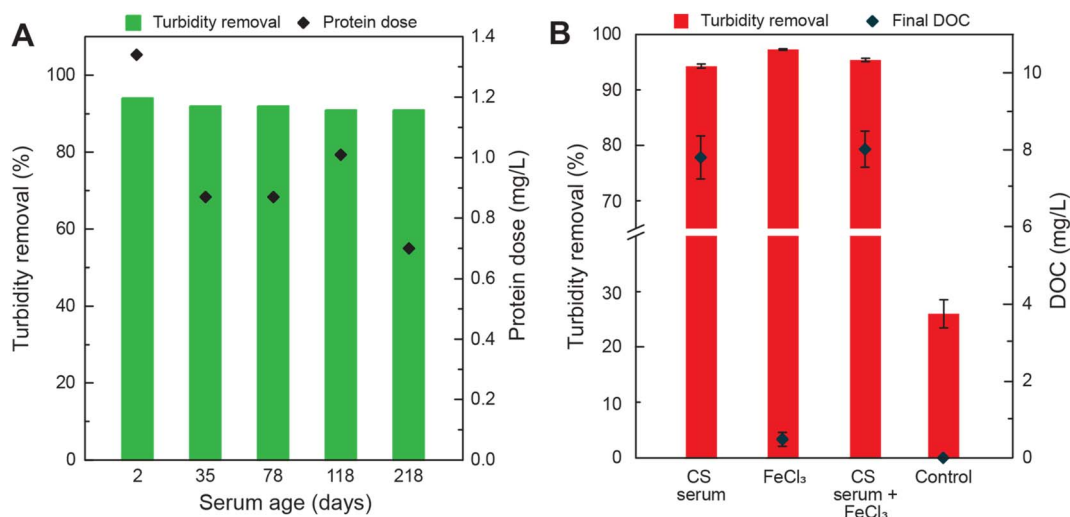 A
Turbidity removal
Protein dose
Turbidity removal (%)
100
80
60
40
20
0
1.4
1.2
1.0
0.8
0.6
0.4
0.2
0.0
Protein dose (mg/L)
2 35 78 118 218
Serum age (days)
B
Turbidity removal
Final DOC
Turbidity removal (%)
100
90
80
70
30
20
10
0
10
8
6
4
2
0
DOC (mg/L)
CS serum
FeCl₃
CS serum + FeCl₃
Control